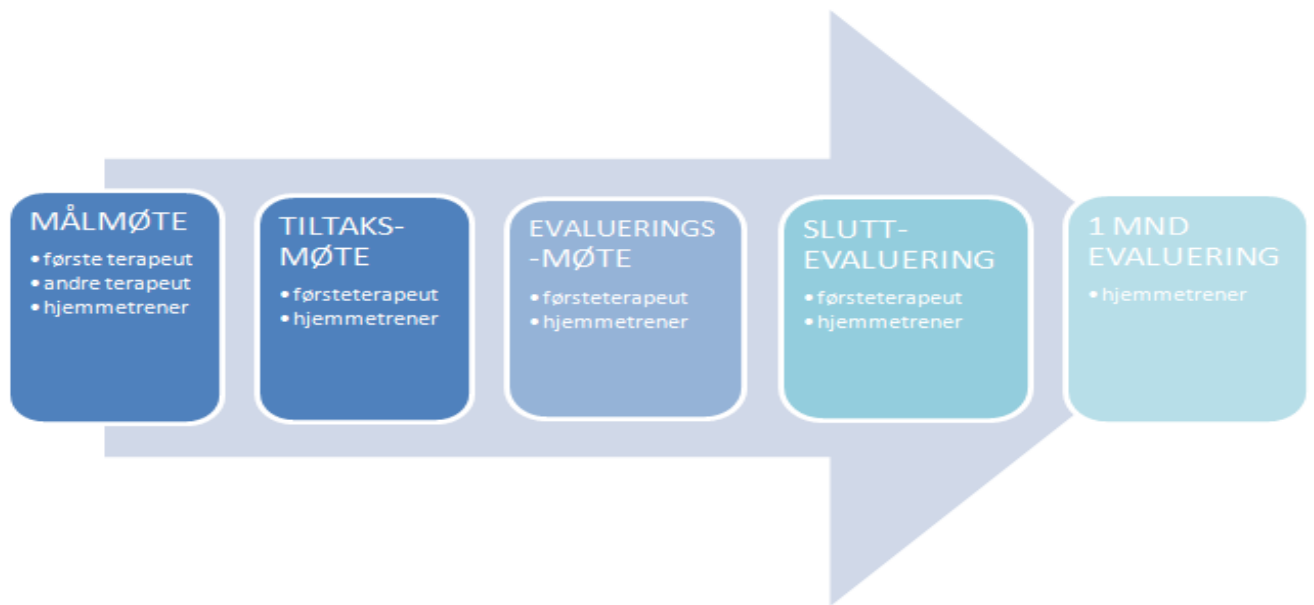 MÅLMØTE
• første terapeut
• andre terapeut
• hjemmetrener
TILTAKS-
MØTE
• førsteterapeut
• hjemmetrener
EVALUERINGS
-MØTE
• førsteterapeut
• hjemmetrener
SLUTT-
EVALUERING
• førsteterapeut
• hjemmetrener
1 MND
EVALUERING
• hjemmetrener